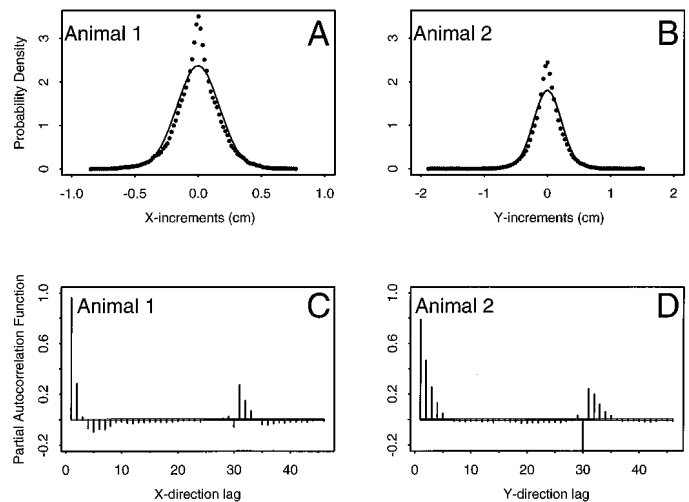 Animal 1
A
Probability Density
3
2
1
0
-1.0 -0.5 0.0 0.5 1.0
X-increments (cm)
Animal 2
B
3
2
1
0
-2 -1 0 1 2
Y-increments (cm)
Animal 1
C
Partial Autocorrelation Function
1.0
0.6
0.2
-0.2
0 10 20 30 40
X-direction lag
Animal 2
D
1.0
0.6
0.2
-0.2
0 10 20 30 40
Y-direction lag